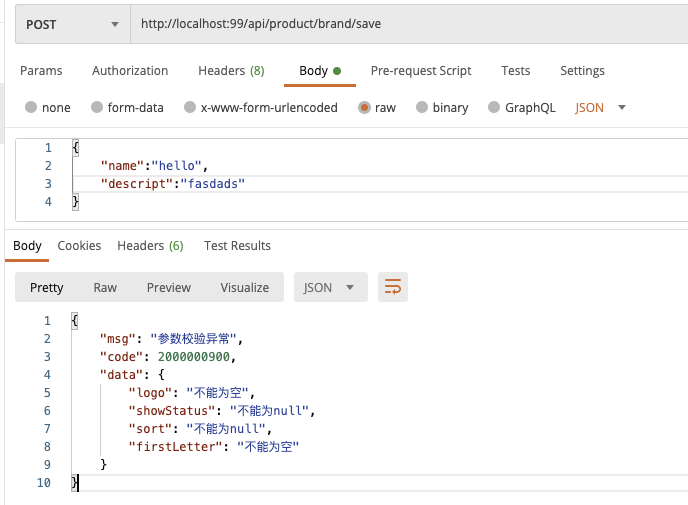 POST http://localhost:99/api/product/brand/save
Params Authorization Headers (8) Body Pre-request Script Tests Settings
none form-data x-www-form-urlencoded raw binary GraphQL JSON
1 {
2 "name":"hello",
3 "descript":"fasdads"
4 }
Body Cookies Headers (6) Test Results
Pretty Raw Preview Visualize JSON
1 {
2 "msg": "参数校验异常",
3 "code": 2000000900,
4 "data": {
5 "logo": "不能为空",
6 "showStatus": "不能为null",
7 "sort": "不能为null",
8 "firstLetter": "不能为空"
9 }
10 }